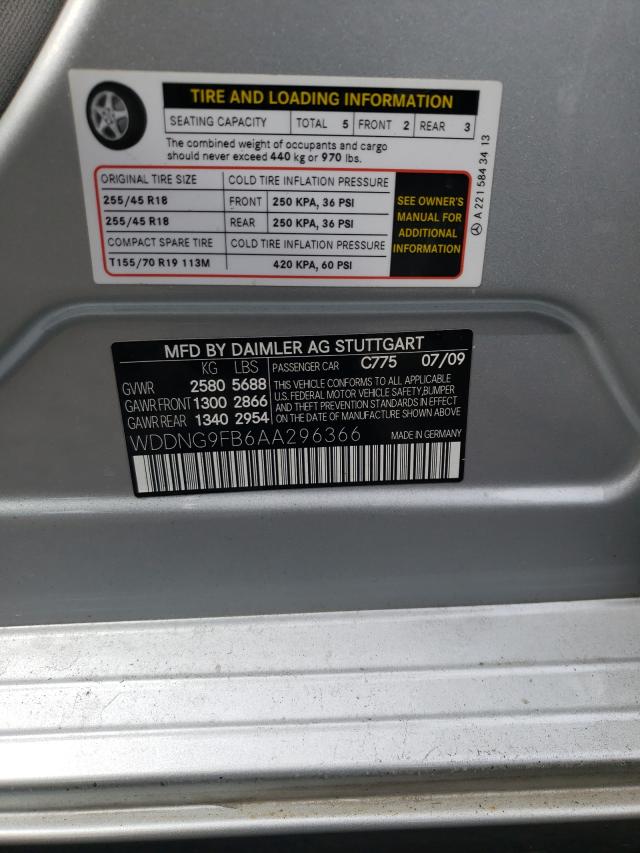 TIRE AND LOADING INFORMATION
SEATING CAPACITY TOTAL 5 FRONT 2 REAR 3
The combined weight of occupants and cargo
should never exceed 440 kg or 970 lbs.
ORIGINAL TIRE SIZE COLD TIRE INFLATION PRESSURE
255/45 R18 FRONT 250 KPA, 36 PSI
255/45 R18 REAR 250 KPA, 36 PSI
COMPACT SPARE TIRE COLD TIRE INFLATION PRESSURE
T155/70 R19 113M 420 KPA, 60 PSI
SEE OWNER'S
MANUAL FOR
ADDITIONAL
INFORMATION
A 221 584 34 13
MFD BY DAIMLER AG STUTTGART
KG LBS PASSENGER CAR C775 07/09
GVWR 2580 5688
GAWR FRONT 1300 2866
GAWR REAR 1340 2954
THIS VEHICLE CONFORMS TO ALL APPLICABLE
U.S. FEDERAL MOTOR VEHICLE SAFETY, BUMPER
AND THEFT PREVENTION STANDARDS IN EFFECT
ON THE DATE OF MANUFACTURE SHOWN ABOVE.
WDDNG9FB6AA296366 MADE IN GERMANY